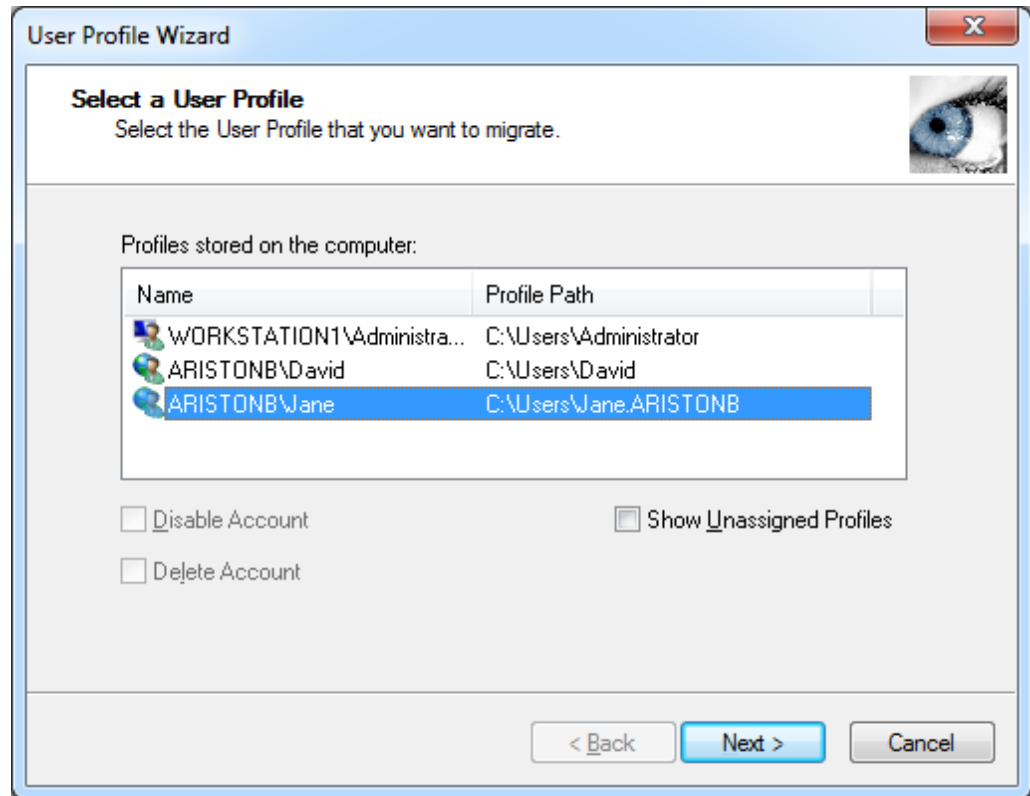 User Profile Wizard
Select a User Profile
Select the User Profile that you want to migrate.
Profiles stored on the computer:
Name Profile Path
WORKSTATION1\Administra... C:\Users\Administrator
ARISTONB\David C:\Users\David
ARISTONB\Jane C:\Users\Jane.ARISTONB
Disable Account Show Unassigned Profiles
Delete Account
< Back Next > Cancel